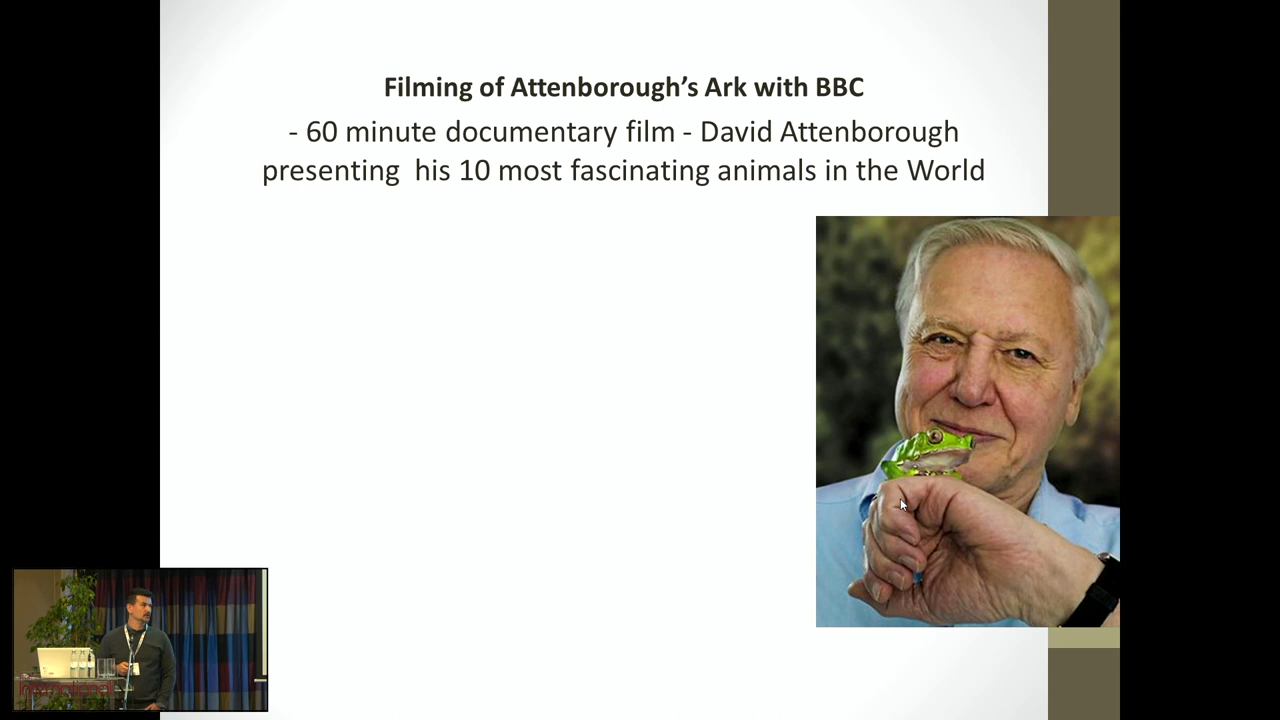 Filming of Attenborough’s Ark with BBC
- 60 minute documentary film - David Attenborough
presenting  his 10 most fascinating animals in the World
international